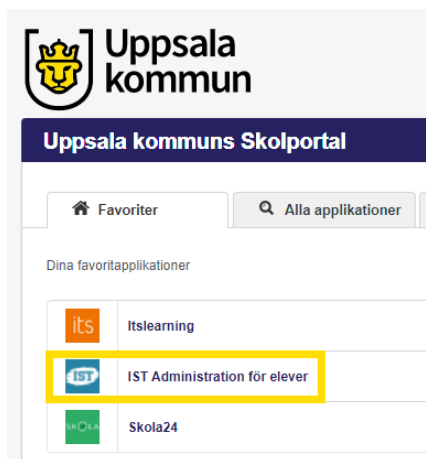 Uppsala
kommun
Uppsala kommuns Skolportal
Favoriter
Alla applikationer
Dina favoritapplikationer
its
Itslearning
IST
IST Administration för elever
SKOLA
Skola24